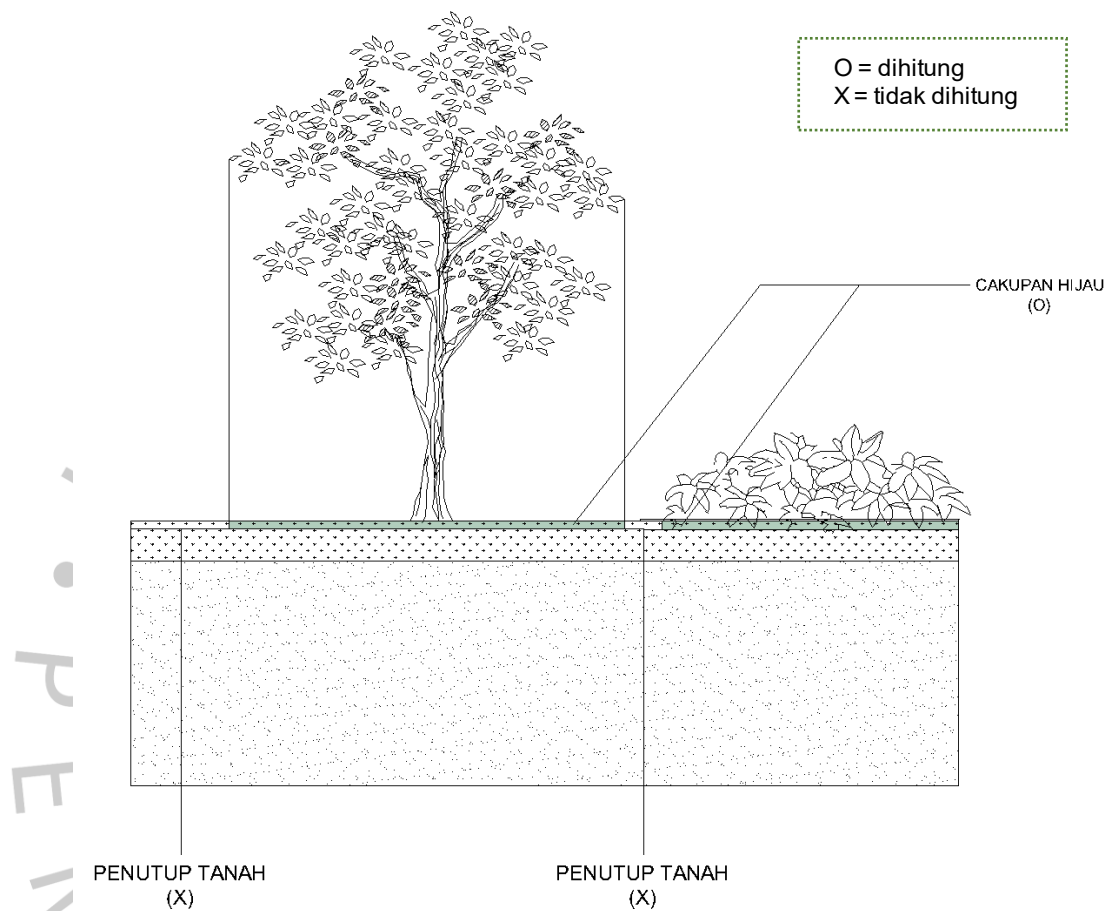 O = dihitung
X = tidak dihitung
CAKUPAN HIJAU
(O)
PENUTUP TANAH
(X)
PENUTUP TANAH
(X)
P E